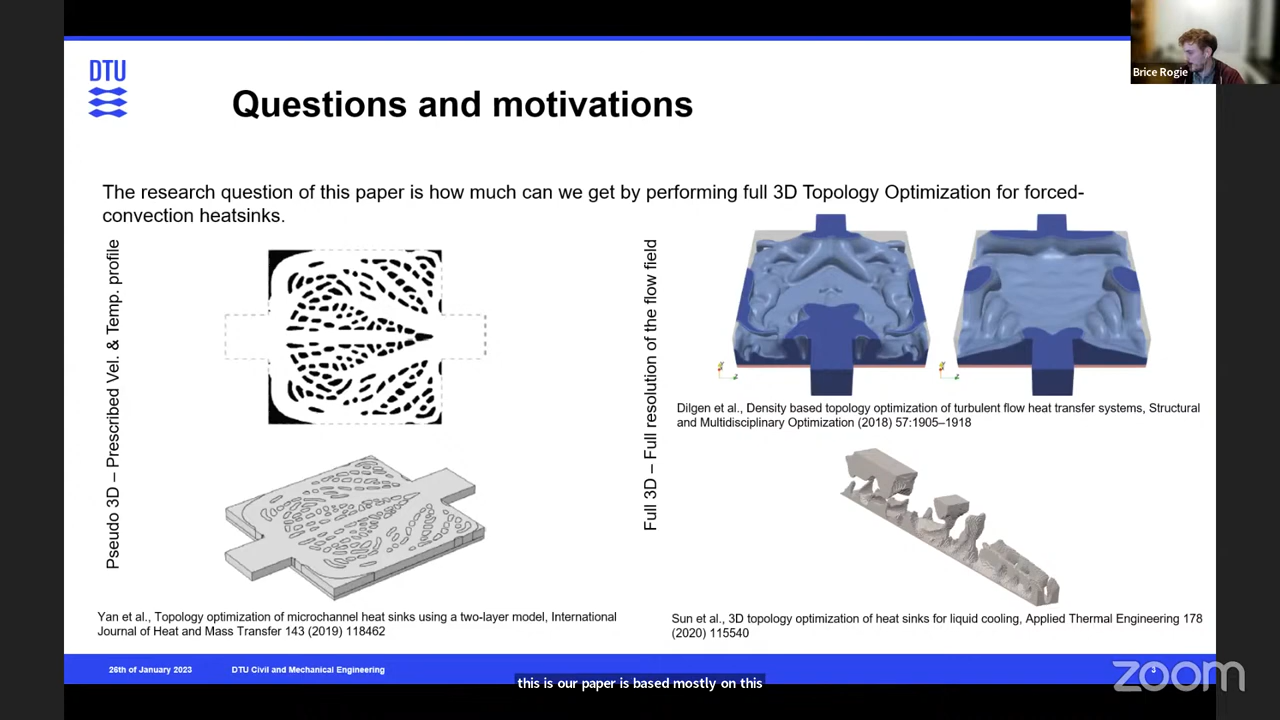 Brice Rogie
DTU
Questions and motivations
The research question of this paper is how much can we get by performing full 3D Topology Optimization for forced-
convection heatsinks.
Pseudo 3D – Prescribed Vel. & Temp. profile
Full 3D – Full resolution of the flow field
Dilgen et al., Density based topology optimization of turbulent flow heat transfer systems, Structural
and Multidisciplinary Optimization (2018) 57:1905–1918
Yan et al., Topology optimization of microchannel heat sinks using a two-layer model, International
Journal of Heat and Mass Transfer 143 (2019) 118462
Sun et al., 3D topology optimization of heat sinks for liquid cooling, Applied Thermal Engineering 178
(2020) 115540
26th of January 2023
DTU Civil and Mechanical Engineering
3
zoom
this is our paper is based mostly on this